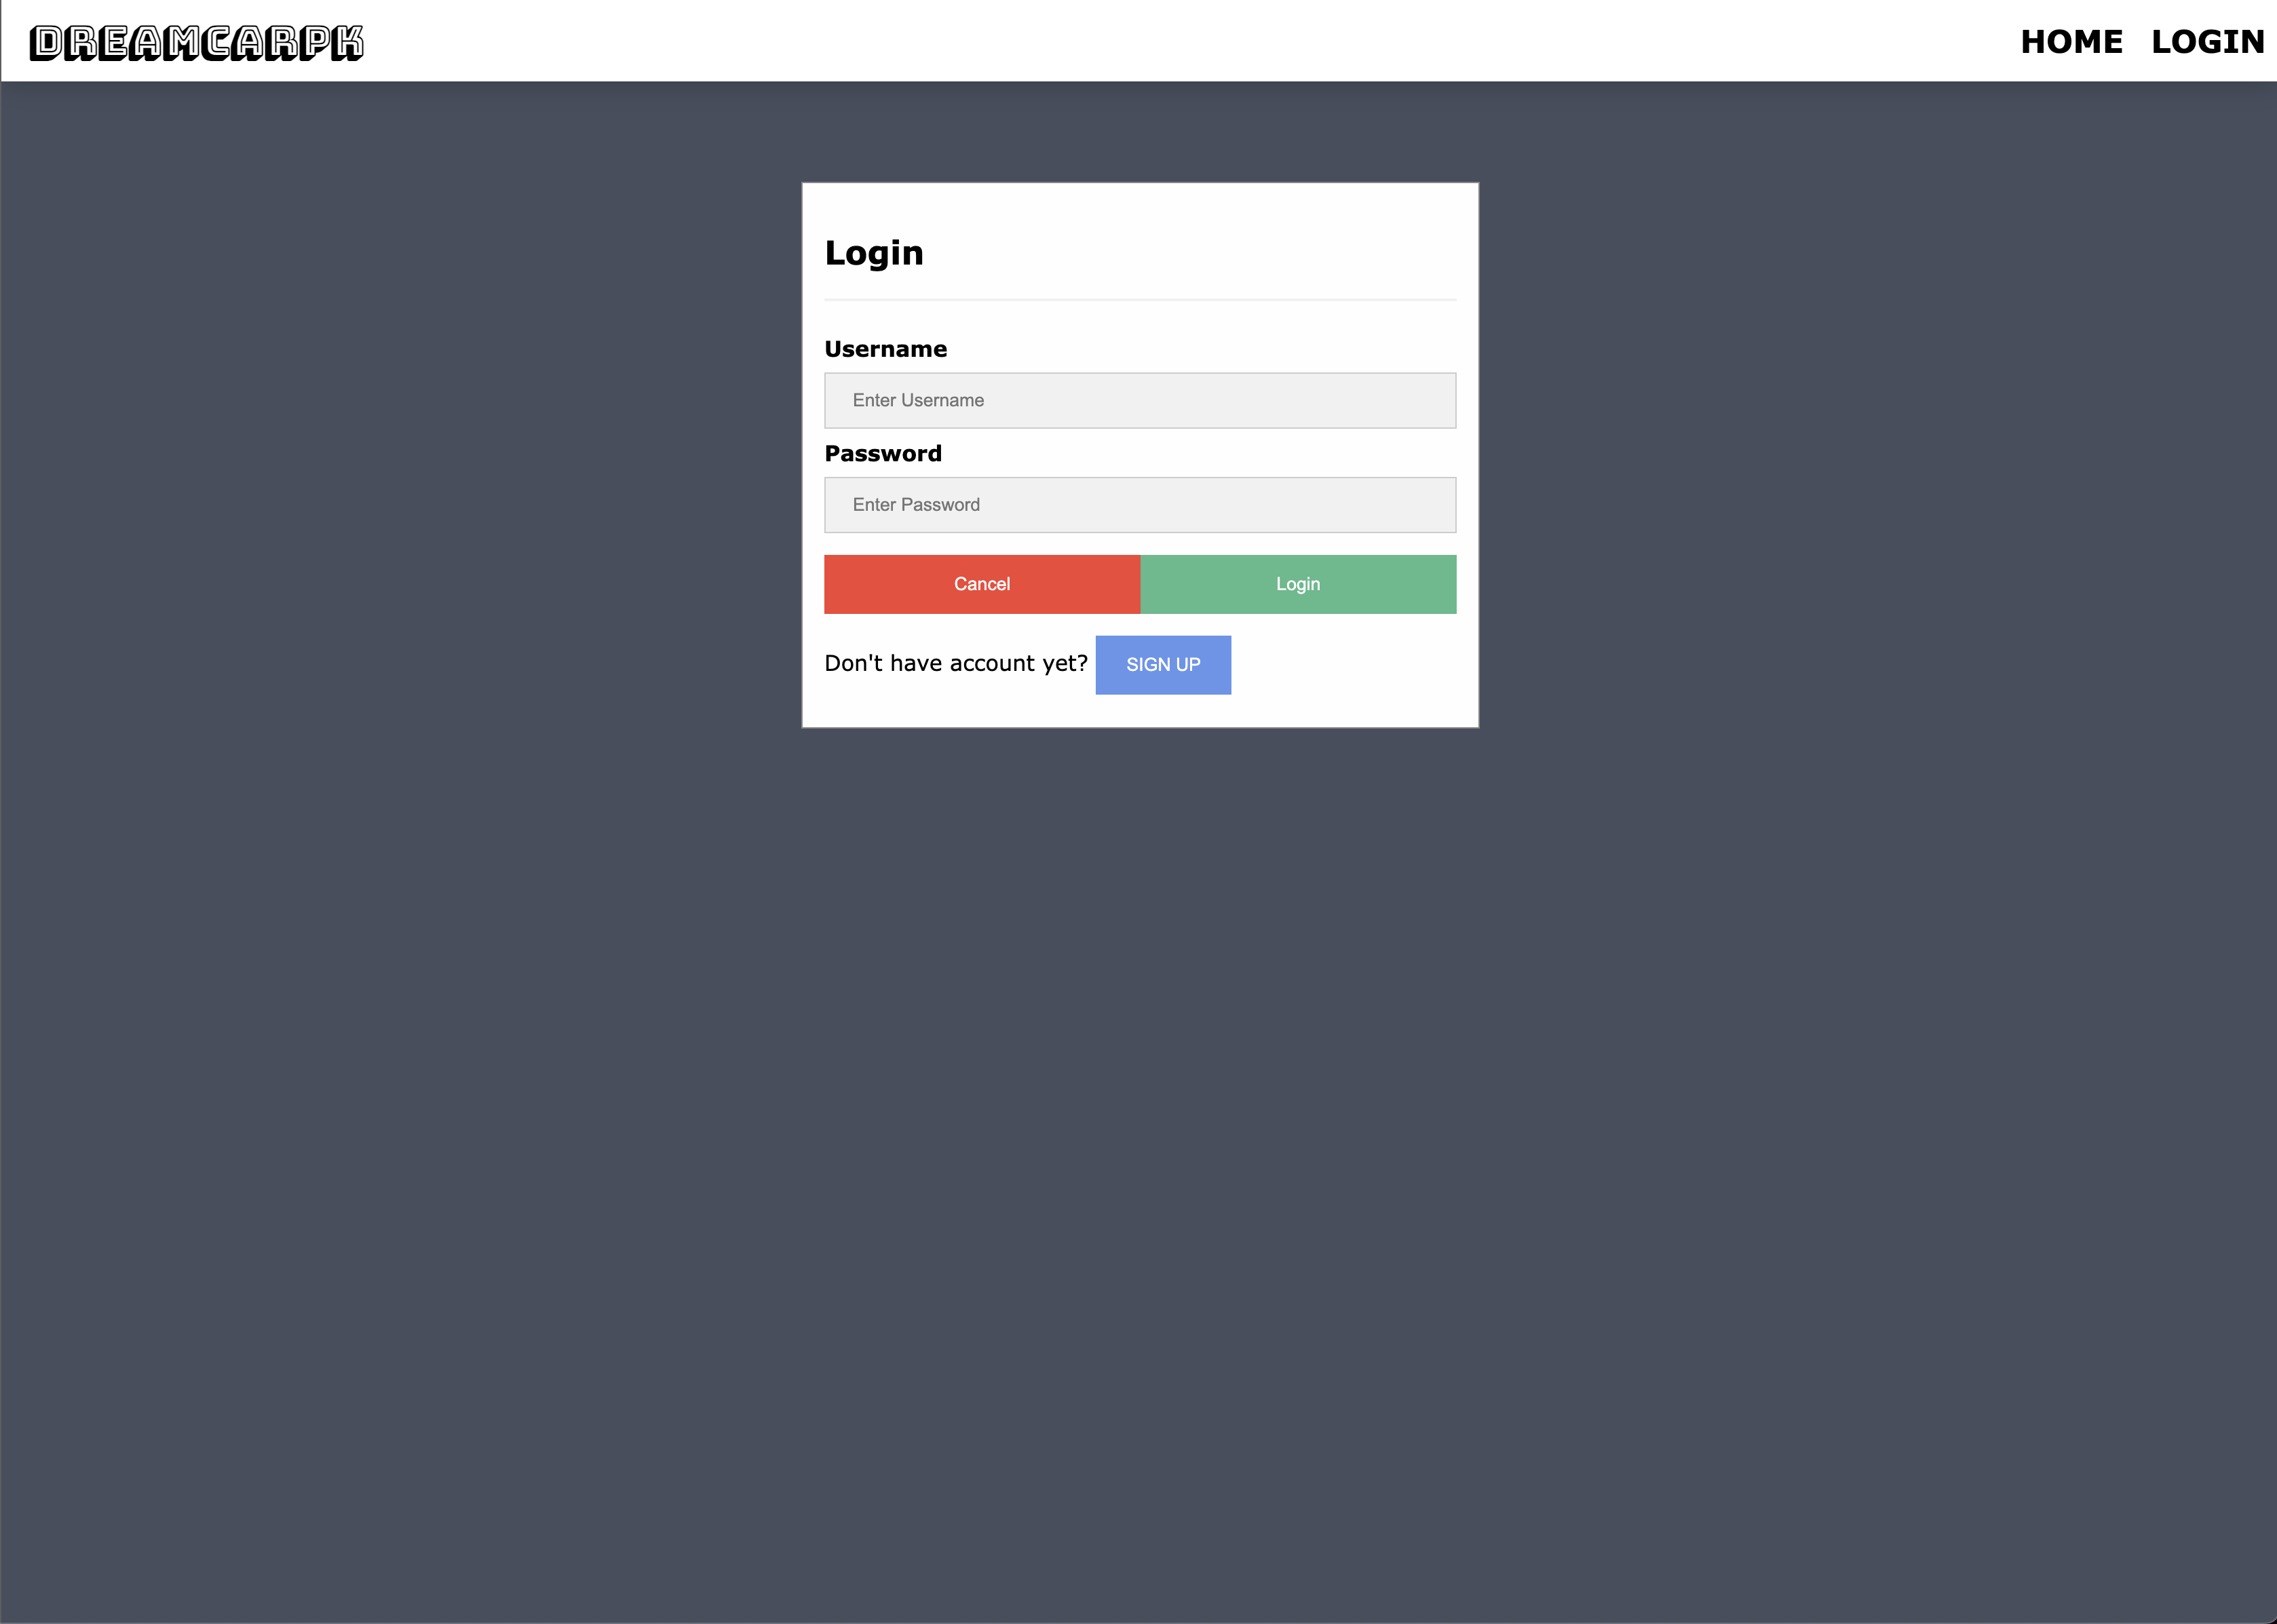 DREAMCARPK HOME LOGIN
Login
Username
Enter Username
Password
Enter Password
Cancel Login
Don't have account yet? SIGN UP